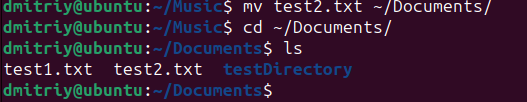 dmitriy@ubuntu:~/Music$ mv test2.txt ~/Documents/
dmitriy@ubuntu:~/Music$ cd ~/Documents/
dmitriy@ubuntu:~/Documents$ ls
test1.txt  test2.txt  testDirectory
dmitriy@ubuntu:~/Documents$